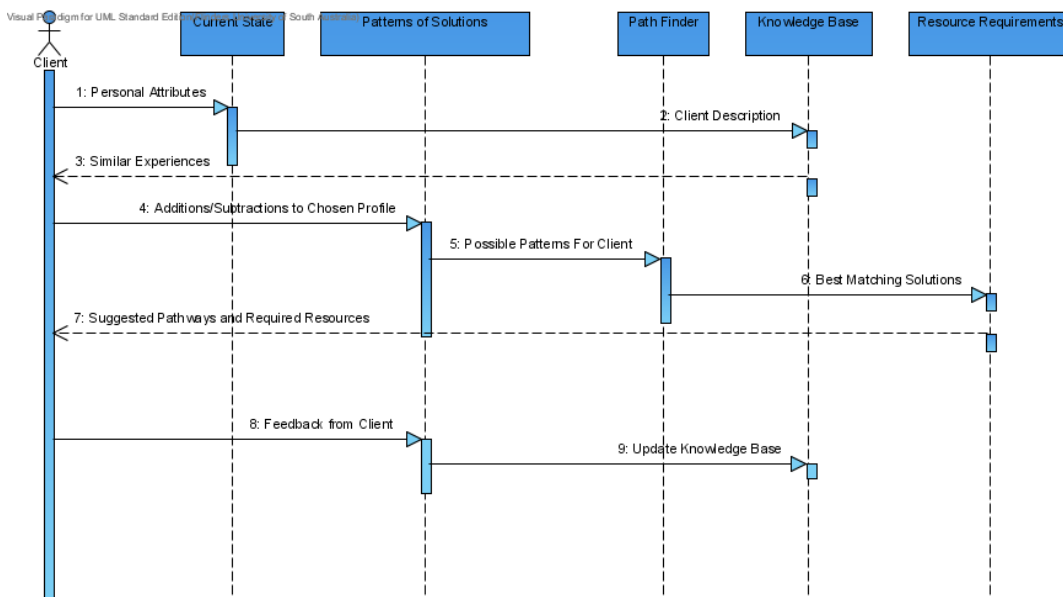 Visual Paradigm for UML Standard Edition South Australia)
Current State
Patterns of Solutions
Path Finder
Knowledge Base
Resource Requirements
Client
1: Personal Attributes
2: Client Description
3: Similar Experiences
4: Additions/Subtractions to Chosen Profile
5: Possible Patterns For Client
6: Best Matching Solutions
7: Suggested Pathways and Required Resources
8: Feedback from Client
9: Update Knowledge Base